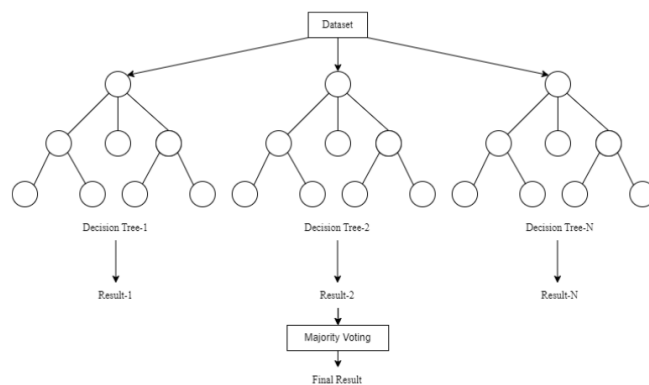 Dataset
Decision Tree-1
Decision Tree-2
Decision Tree-N
Result-1
Result-2
Result-N
Majority Voting
Final Result